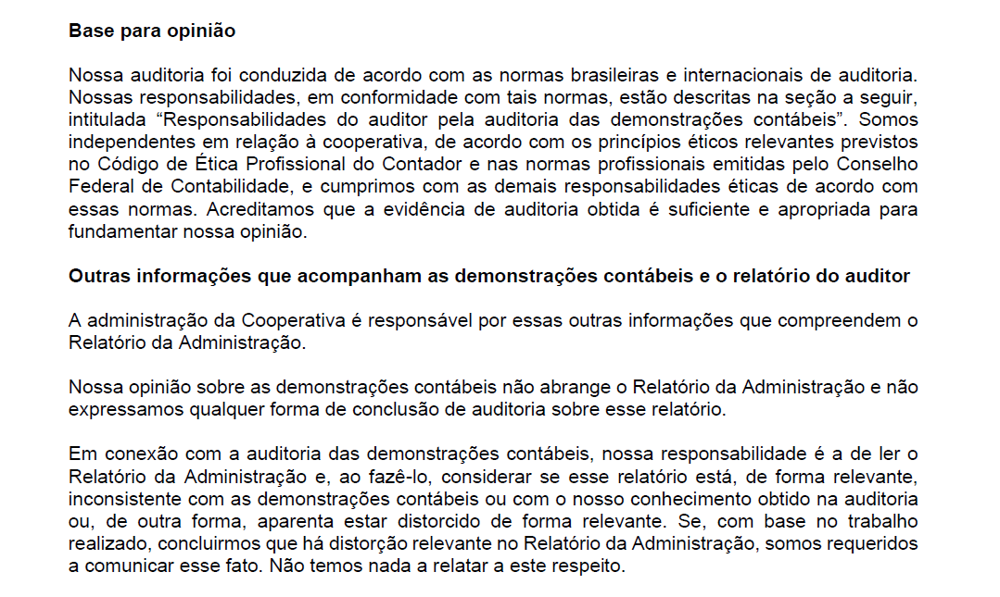 Base para opinião
Nossa auditoria foi conduzida de acordo com as normas brasileiras e internacionais de auditoria.
Nossas responsabilidades, em conformidade com tais normas, estão descritas na seção a seguir,
intitulada “Responsabilidades do auditor pela auditoria das demonstrações contábeis”. Somos
independentes em relação à cooperativa, de acordo com os princípios éticos relevantes previstos
no Código de Ética Profissional do Contador e nas normas profissionais emitidas pelo Conselho
Federal de Contabilidade, e cumprimos com as demais responsabilidades éticas de acordo com
essas normas. Acreditamos que a evidência de auditoria obtida é suficiente e apropriada para
fundamentar nossa opinião.
Outras informações que acompanham as demonstrações contábeis e o relatório do auditor
A administração da Cooperativa é responsável por essas outras informações que compreendem o
Relatório da Administração.
Nossa opinião sobre as demonstrações contábeis não abrange o Relatório da Administração e não
expressamos qualquer forma de conclusão de auditoria sobre esse relatório.
Em conexão com a auditoria das demonstrações contábeis, nossa responsabilidade é a de ler o
Relatório da Administração e, ao fazê-lo, considerar se esse relatório está, de forma relevante,
inconsistente com as demonstrações contábeis ou com o nosso conhecimento obtido na auditoria
ou, de outra forma, aparenta estar distorcido de forma relevante. Se, com base no trabalho
realizado, concluirmos que há distorção relevante no Relatório da Administração, somos requeridos
a comunicar esse fato. Não temos nada a relatar a este respeito.